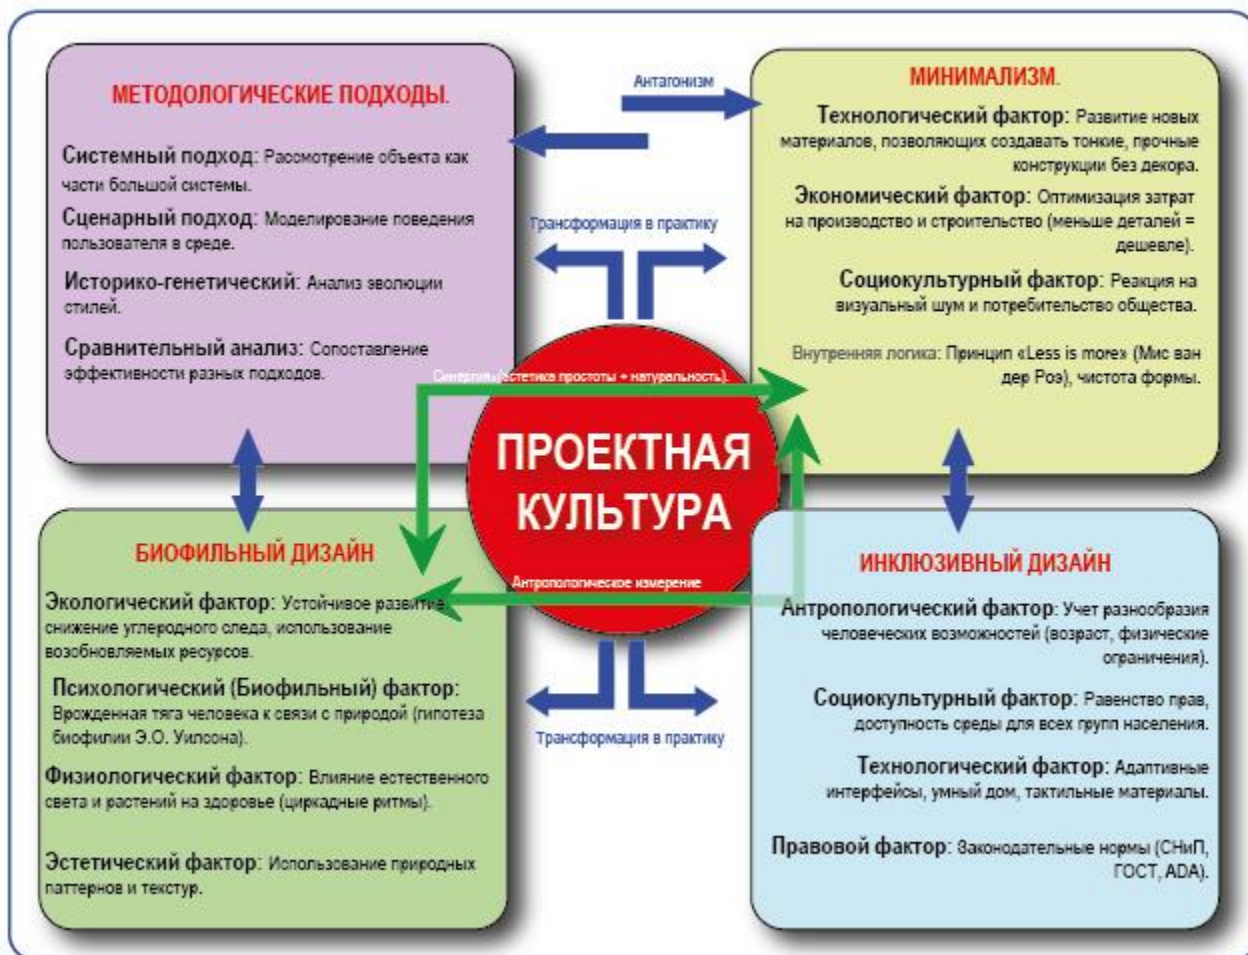 МЕТОДОЛОГИЧЕСКИЕ ПОДХОДЫ.
Системный подход: Рассмотрение объекта как
части большой системы.
Сценарный подход: Моделирование поведения
пользователя в среде.
Историко-генетический: Анализ эволюции
стилей.
Сравнительный анализ: Сопоставление
эффективности разных подходов.
Антагонизм
Трансформация в практику
МИНИМАЛИЗМ.
Технологический фактор: Развитие новых
материалов, позволяющих создавать тонкие, прочные
конструкции без декора.
Экономический фактор: Оптимизация затрат
на производство и строительство (меньше деталей =
дешевле).
Социокультурный фактор: Реакция на
визуальный шум и потребительство общества.
Внутренняя логика: Принцип «Less is more» (Мис ван
дер Роэ), чистота формы.
(эстетика простоты + натуральность).
ПРОЕКТНАЯ
КУЛЬТУРА
Антропологическое измерение
БИОФИЛЬНЫЙ ДИЗАЙН
Экологический фактор: Устойчивое развитие,
снижение углеродного следа, использование
возобновляемых ресурсов.
Психологический (Биофильный) фактор:
Врожденная тяга человека к связи с природой (гипотеза
биофилии Э.О. Уилсона).
Физиологический фактор: Влияние естественного
света и растений на здоровье (циркадные ритмы).
Эстетический фактор: Использование природных
паттернов и текстур.
Трансформация в практику
ИНКЛЮЗИВНЫЙ ДИЗАЙН
Антропологический фактор: Учет разнообразия
человеческих возможностей (возраст, физические
ограничения).
Социокультурный фактор: Равенство прав,
доступность среды для всех групп населения.
Технологический фактор: Адаптивные
интерфейсы, умный дом, тактильные материалы.
Правовой фактор: Законодательные нормы (СНиП,
ГОСТ, ADA).